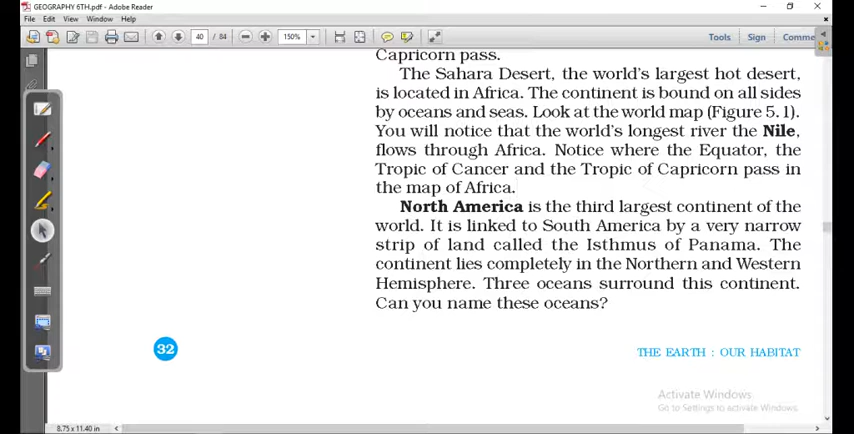 GEOGRAPHY 6TH.pdf - Adobe Reader
File Edit View Window Help
40 / 84 150% Tools Sign Comme
Capricorn pass.
The Sahara Desert, the world's largest hot desert,
is located in Africa. The continent is bound on all sides
by oceans and seas. Look at the world map (Figure 5.1).
You will notice that the world's longest river the Nile,
flows through Africa. Notice where the Equator, the
Tropic of Cancer and the Tropic of Capricorn pass in
the map of Africa.
North America is the third largest continent of the
world. It is linked to South America by a very narrow
strip of land called the Isthmus of Panama. The
continent lies completely in the Northern and Western
Hemisphere. Three oceans surround this continent.
Can you name these oceans?
32
THE EARTH : OUR HABITAT
Activate Windows
Go to Settings to activate Windows.
8.75 x 11.40 in